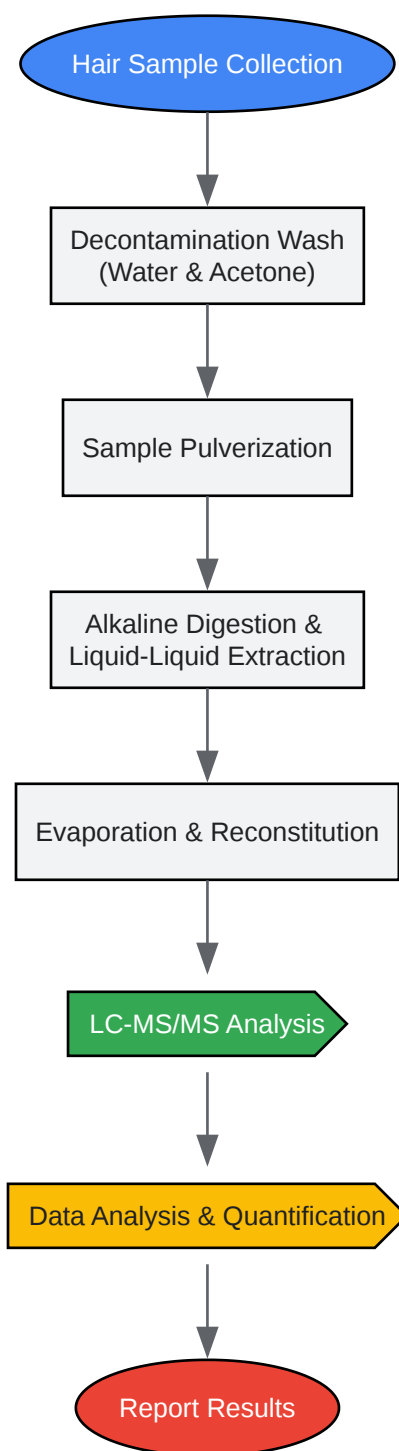 Hair Sample Collection
Decontamination Wash
(Water & Acetone)
Sample Pulverization
Alkaline Digestion &
Liquid-Liquid Extraction
Evaporation & Reconstitution
LC-MS/MS Analysis
Data Analysis & Quantification
Report Results